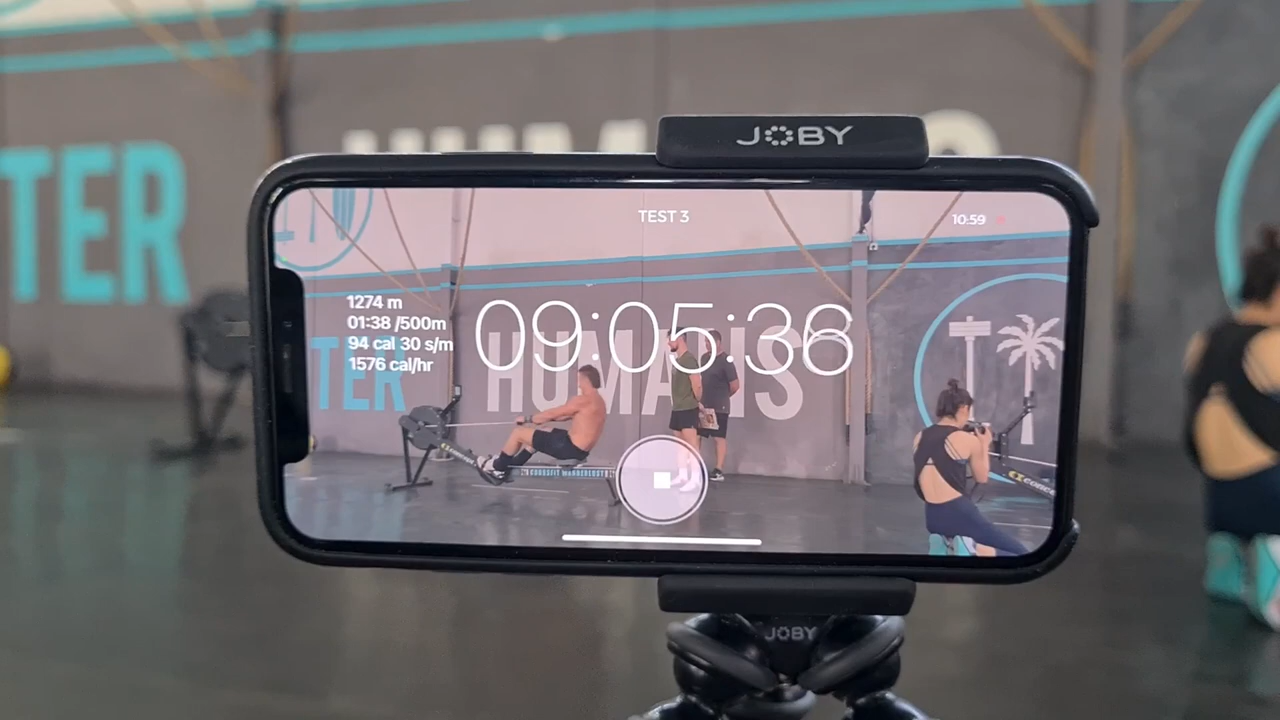 TER
JOBY
TEST 3
10:59
1274 m
01:38 /500m
94 cal 30 s/m
1576 cal/hr
09:05:36
TER
HUMANS
JOBY